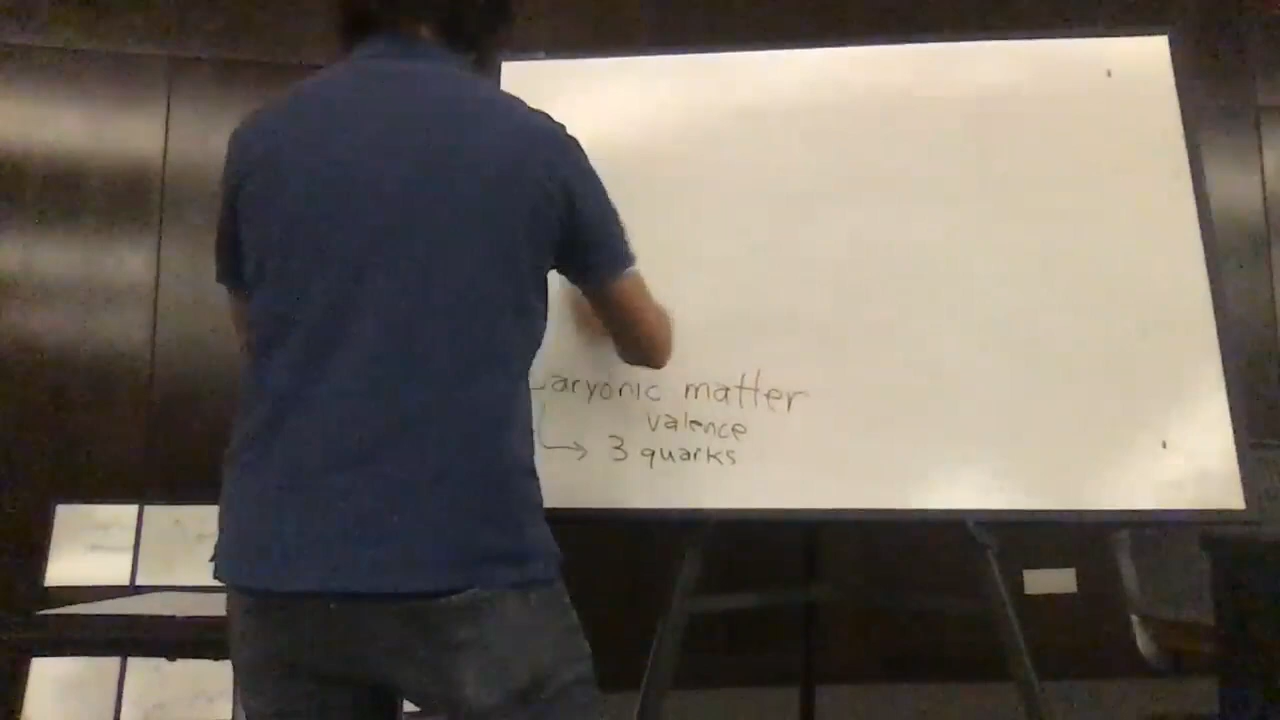 aryonic matter
valence
→ 3 quarks